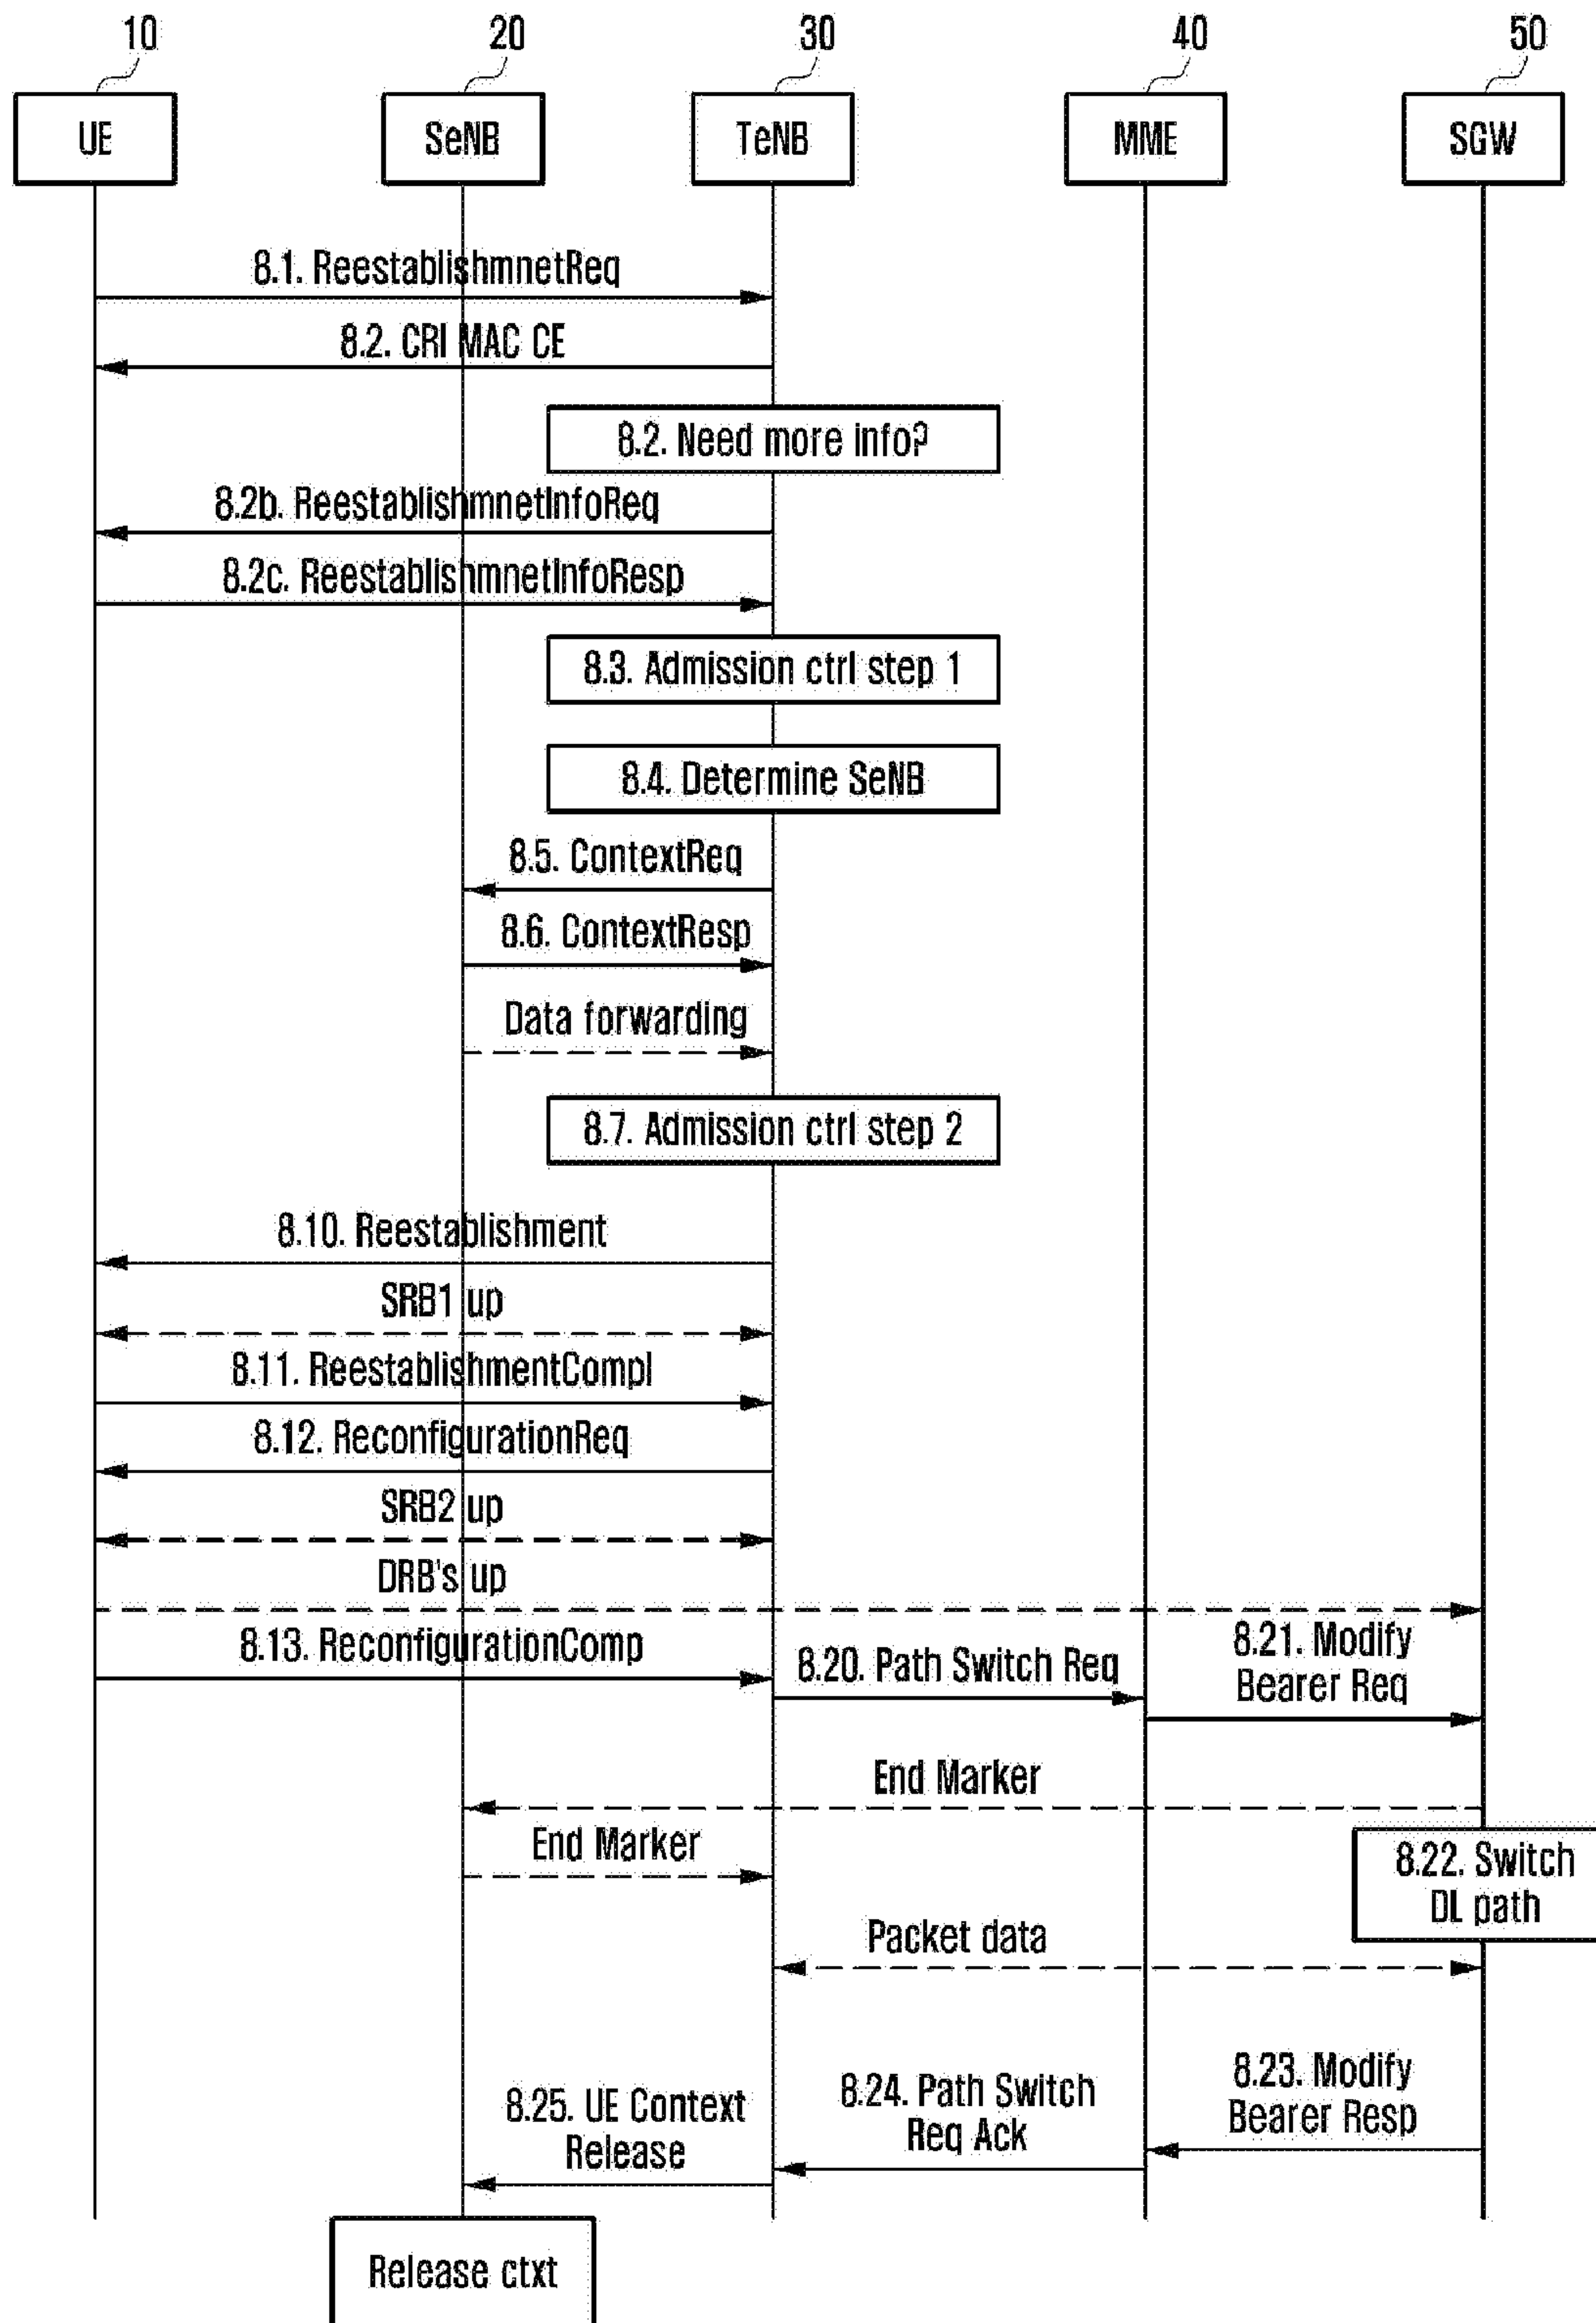 10
20
30
40
50
UE
SeNB
TeNB
MME
SGW
8.1. ReestablishmnetReq
8.2. CRI MAC CE
8.2. Need more info?
8.2b. ReestablishmnetInfoReq
8.2c. ReestablishmnetInfoResp
8.3. Admission ctrl step 1
8.4. Determine SeNB
8.5. ContextReq
8.6. ContextResp
Data forwarding
8.7. Admission ctrl step 2
8.10. Reestablishment
SRB1 up
8.11. ReestablishmentCompl
8.12. ReconfigurationReq
SRB2 up
DRB's up
8.13. ReconfigurationComp
8.20. Path Switch Req
8.21. Modify
Bearer Req
End Marker
End Marker
8.22. Switch
DL path
Packet data
8.23. Modify
Bearer Resp
8.24. Path Switch
Req Ack
8.25. UE Context
Release
Release ctxt